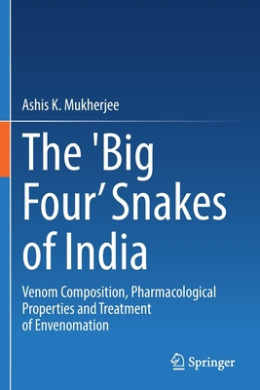 Ashis K. Mukherjee
The 'Big
Four’ Snakes
of India
Venom Composition, Pharmacological
Properties and Treatment
of Envenomation
Springer